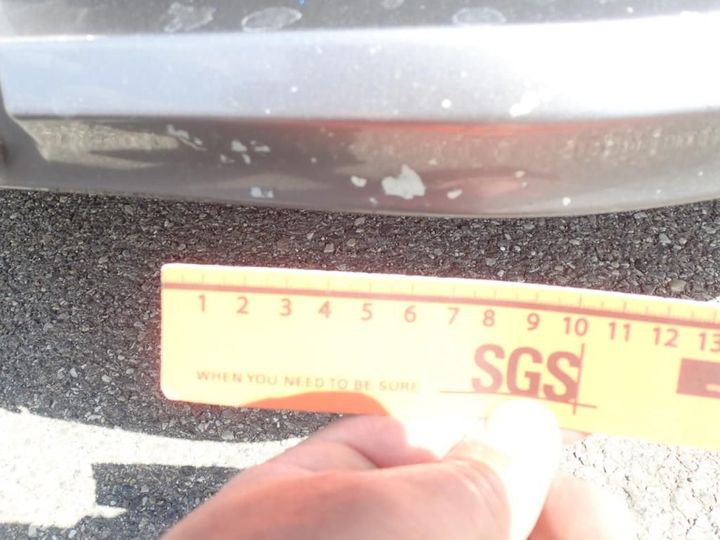 1 2 3 4 5 6 7 8 9 10 11 12 13
SGS
WHEN YOU NEED TO BE SURE